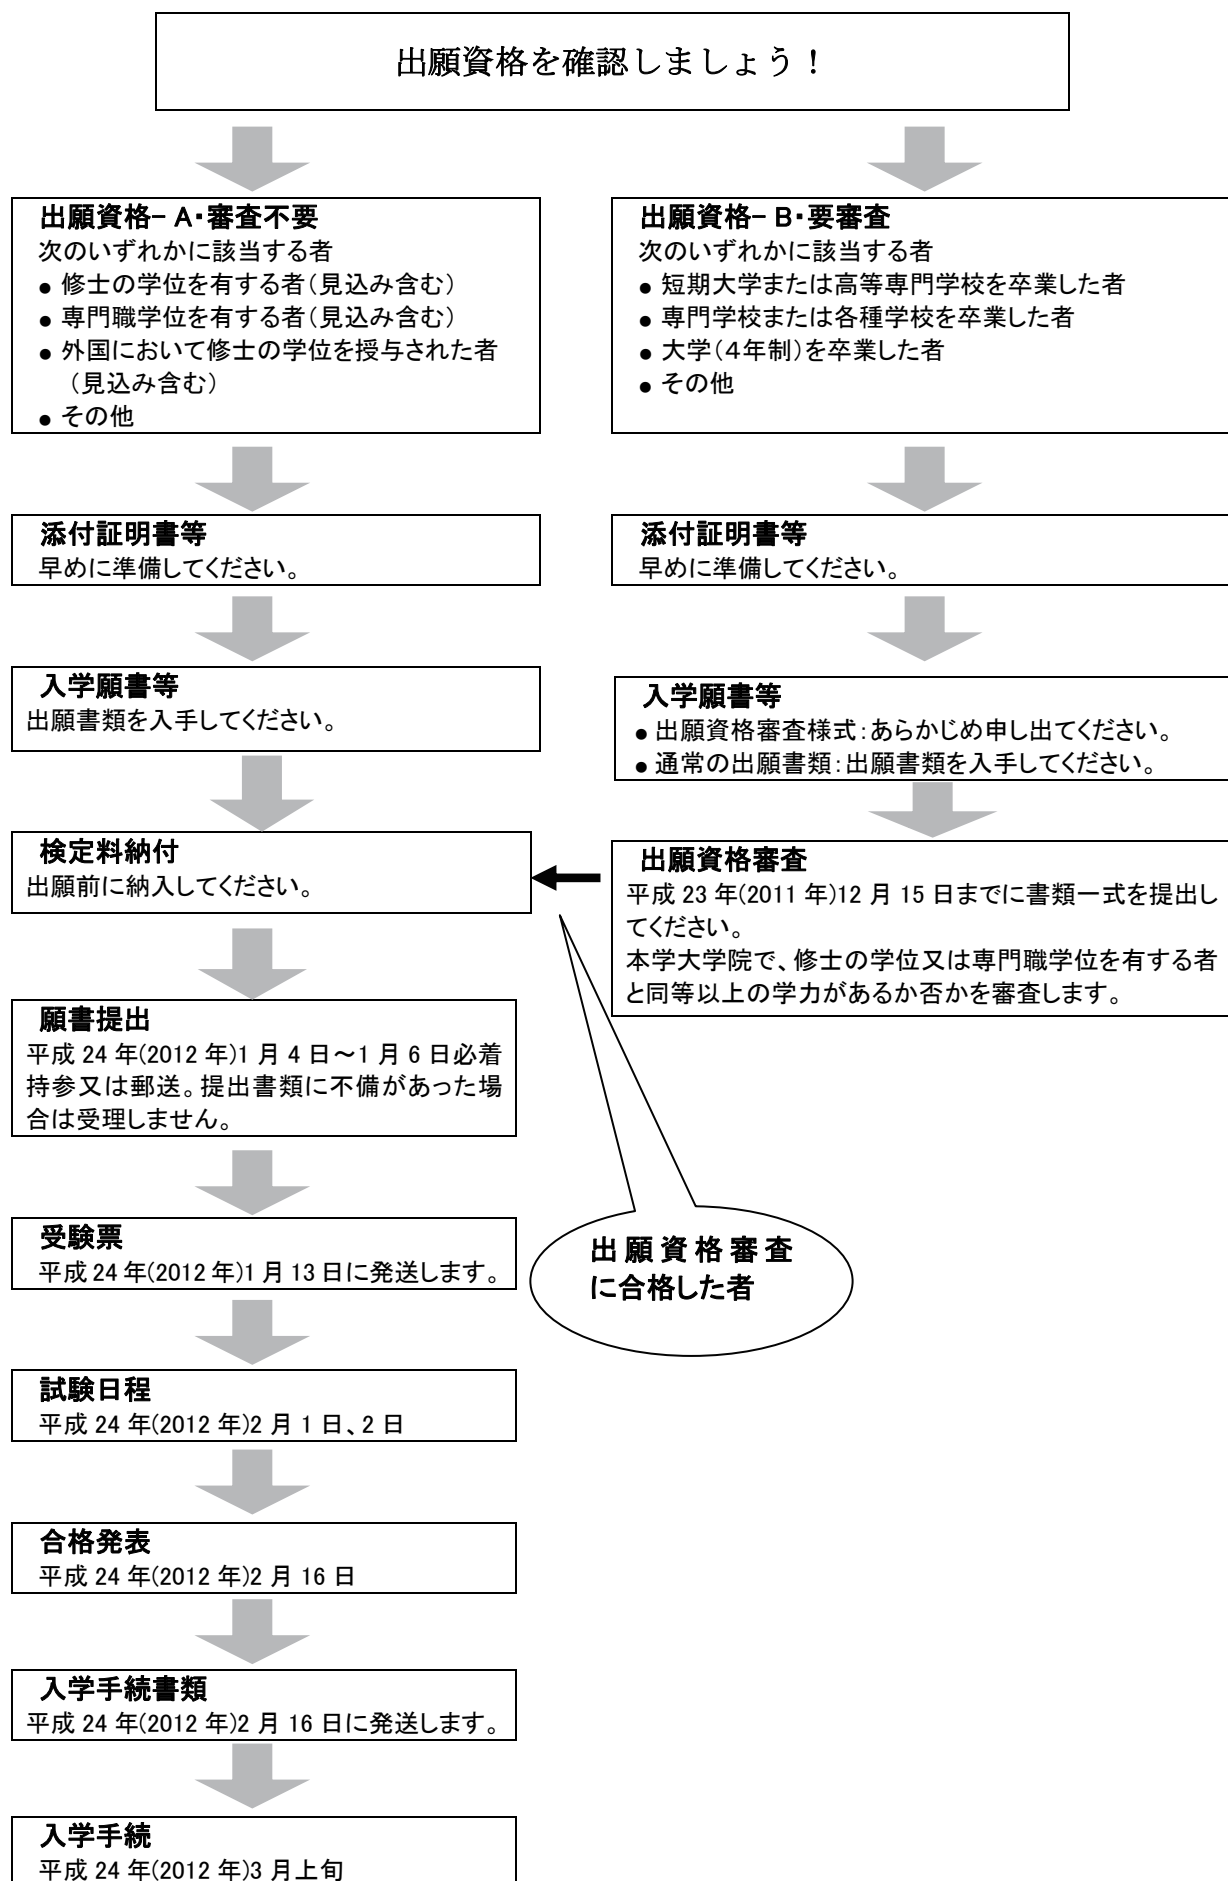 出願資格を確認しましょう！
出願資格－A・審査不要
次のいずれかに該当する者
● 修士の学位を有する者（見込み含む）
● 専門職学位を有する者（見込み含む）
● 外国において修士の学位を授与された者
（見込み含む）
● その他
添付証明書等
早めに準備してください。
入学願書等
出願書類を入手してください。
出願資格－B・要審査
次のいずれかに該当する者
● 短期大学または高等専門学校を卒業した者
● 専門学校または各種学校を卒業した者
● 大学（４年制）を卒業した者
● その他
添付証明書等
早めに準備してください。
入学願書等
● 出願資格審査様式：あらかじめ申し出てください。
● 通常の出願書類：出願書類を入手してください。
出願資格審査
平成 23 年(2011 年)12 月 15 日までに書類一式を提出し
てください。
本学大学院で、修士の学位又は専門職学位を有する者
と同等以上の学力があるか否かを審査します。
出願資格審査
に合格した者
検定料納付
出願前に納入してください。
願書提出
平成 24 年(2012 年)1 月 4 日～1 月 6 日必着
持参又は郵送。提出書類に不備があった場
合は受理しません。
受験票
平成 24 年(2012 年)1 月 13 日に発送します。
試験日程
平成 24 年(2012 年)2 月 1 日、2 日
合格発表
平成 24 年(2012 年)2 月 16 日
入学手続書類
平成 24 年(2012 年)2 月 16 日に発送します。
入学手続
平成 24 年(2012 年)3 月上旬